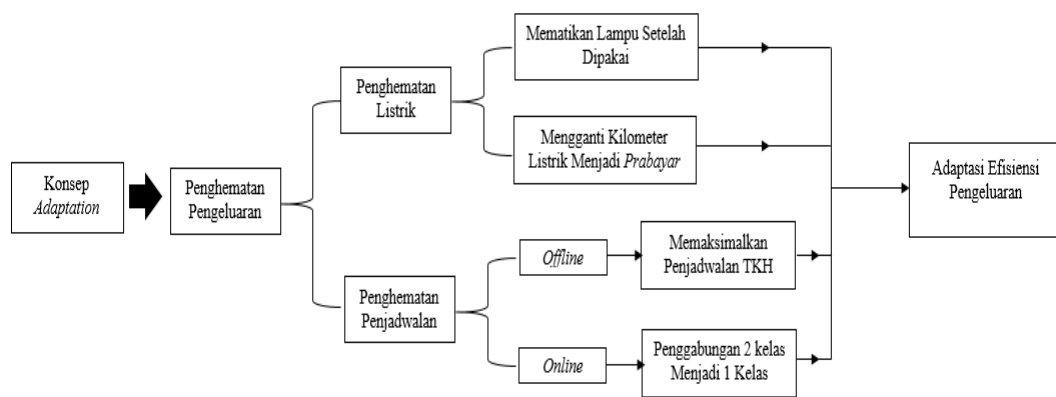 Konsep
Adaptation
Penghematan
Pengeluaran
Penghematan
Listrik
Mematikan Lampu Setelah
Dipakai
Mengganti Kilometer
Listrik Menjadi Prabayar
Penghematan
Penjadwalan
Offline
Memaksimalkan
Penjadwalan TKH
Online
Penggabungan 2 kelas
Menjadi 1 Kelas
Adaptasi Efisiensi
Pengeluaran